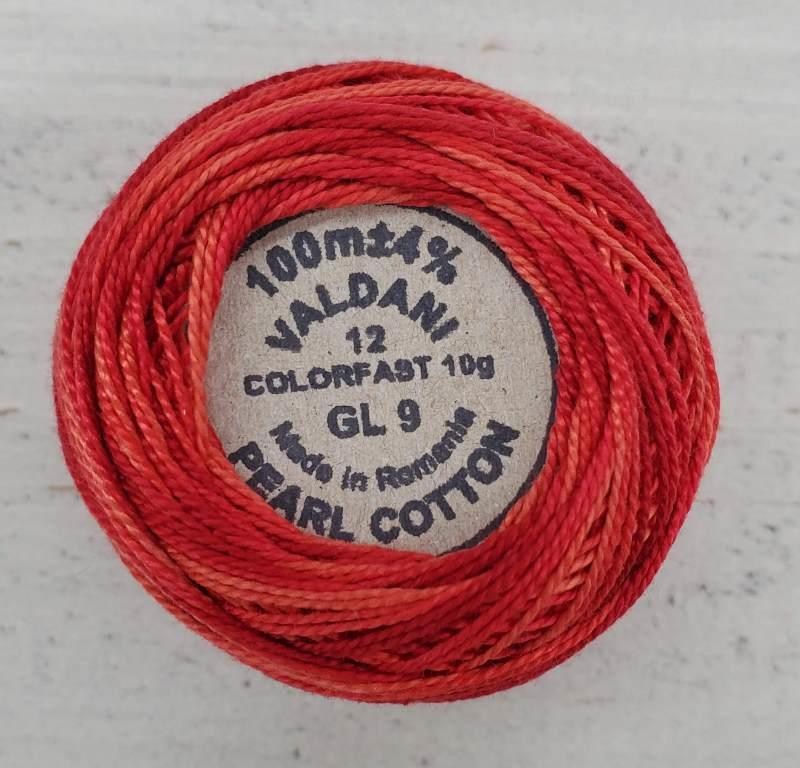 100m±4%
VALDANI
12
COLORFAST 10g
GL 9
Made in Romania
PEARL COTTON